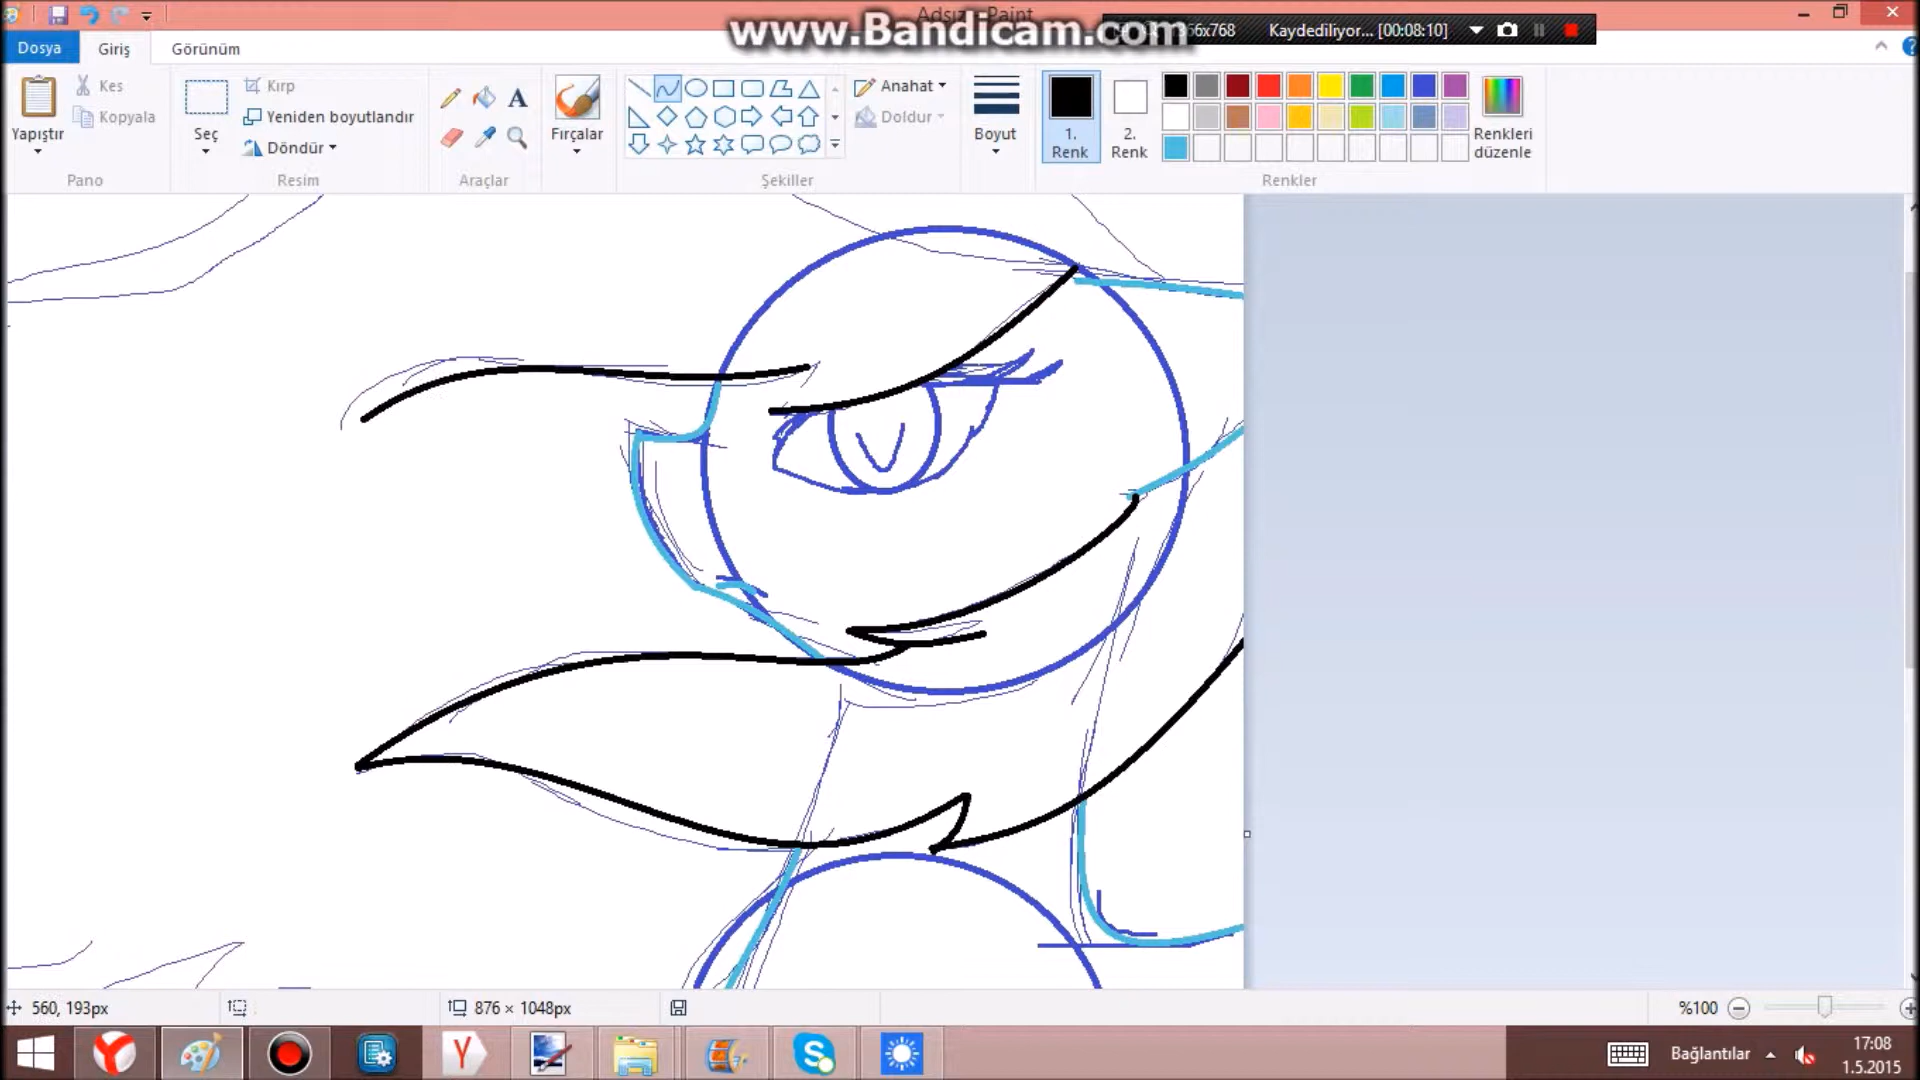 www.Bandicam.com
Kaydediliyor... [00:08:10]
Dosya
Giriş
Görünüm
Yapıştır
Kes
Kopyala
Pano
Seç
Kırp
Yeniden boyutlandır
Döndür
Resim
A
Araçlar
Fırçalar
Şekiller
Anahat
Doldur
Boyut
1.
Renk
2.
Renk
Renkleri
düzenle
Renkler
560, 193px
876 × 1048px
%100
Bağlantılar
17:08
1.5.2015